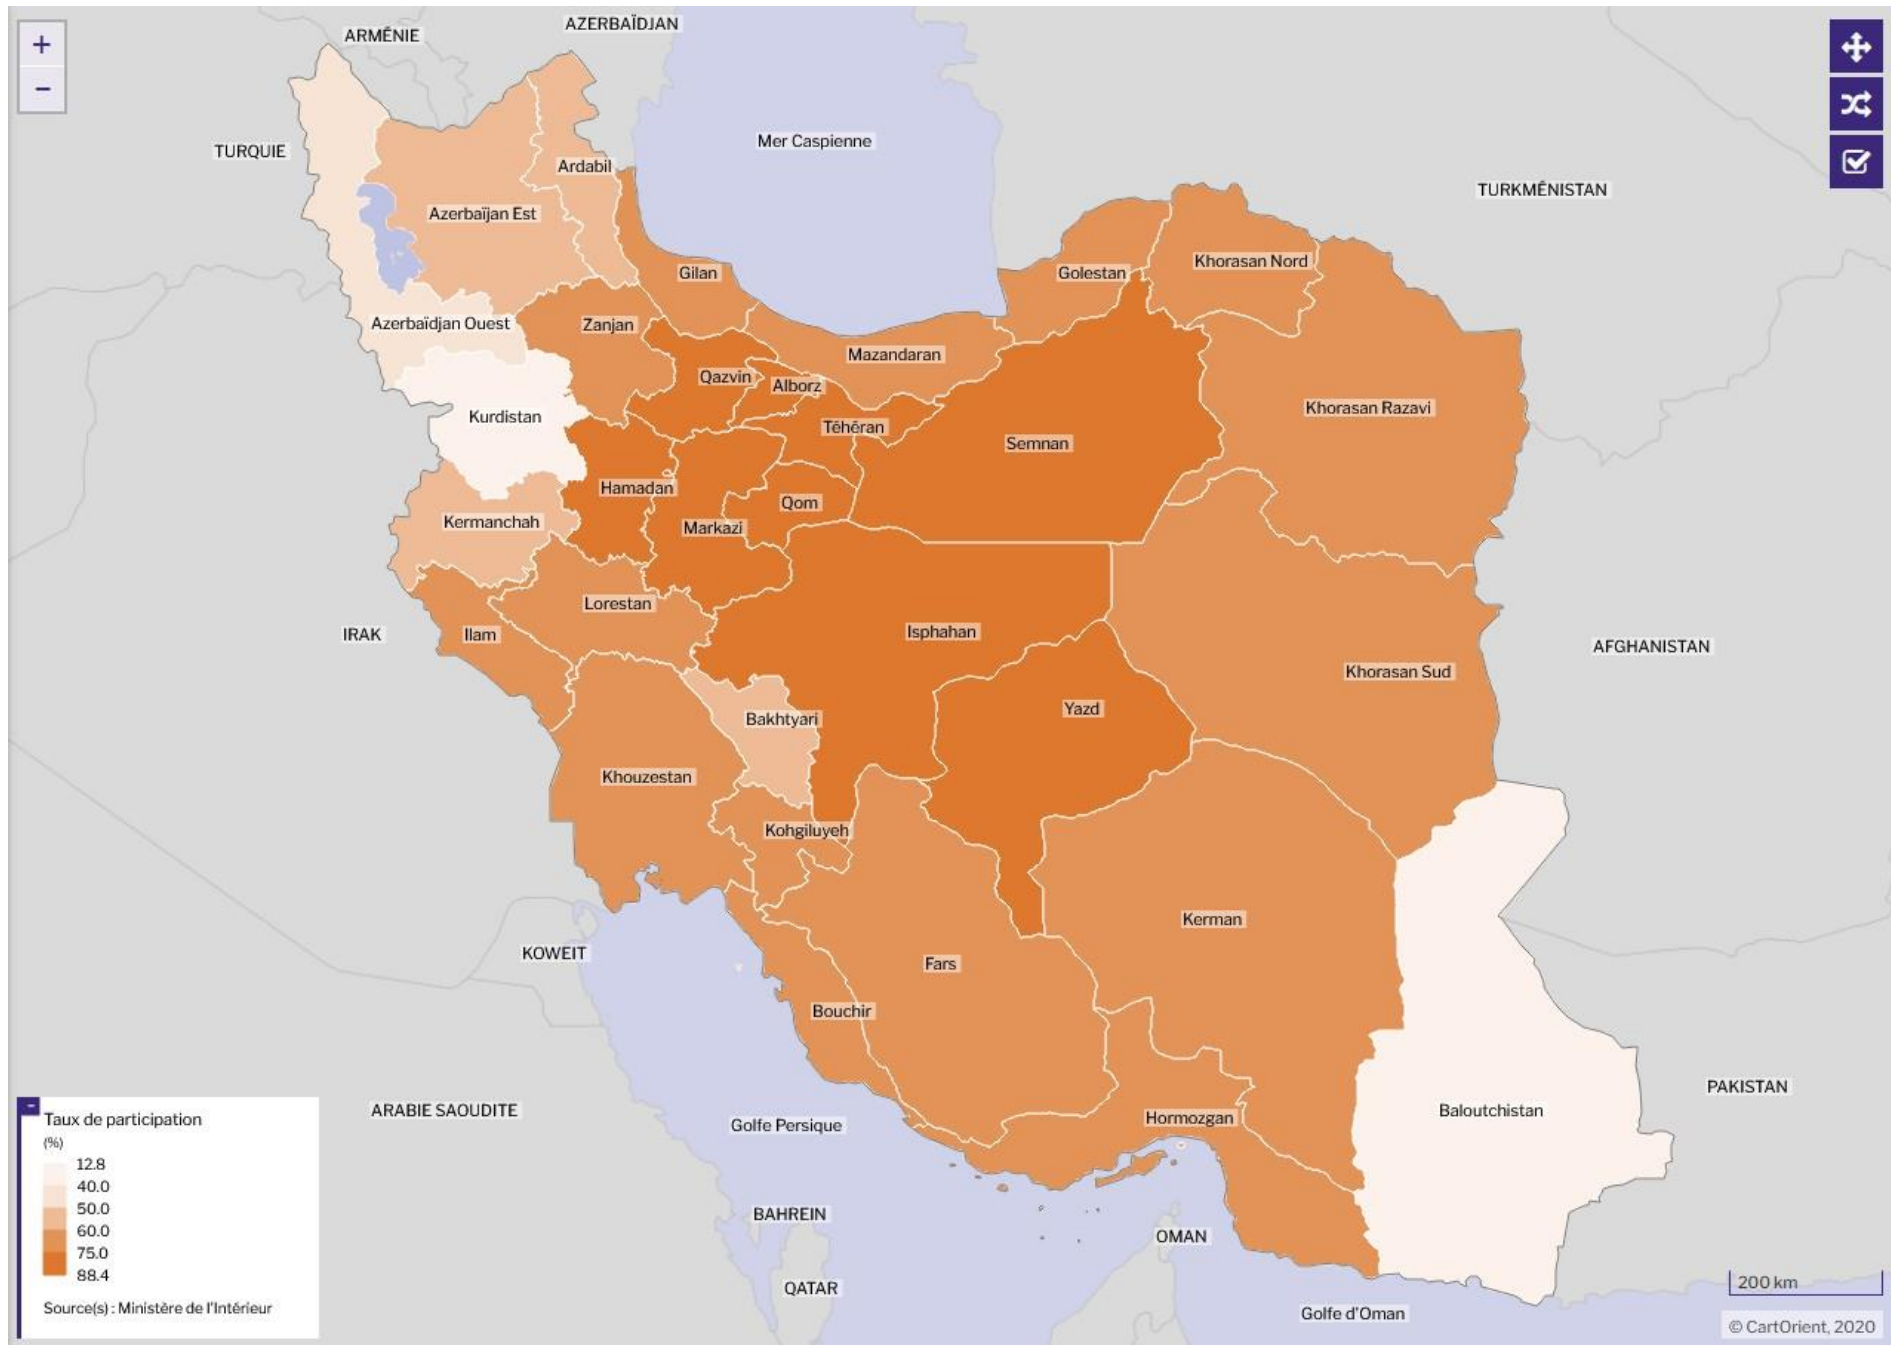 +
-
ARMÉNIE
AZERBAÏDJAN
TURQUIE
Mer Caspienne
TURKMÉNISTAN
Ardabil
Azerbaïjan Est
Gilan
Golestan
Khorasan Nord
Azerbaïdjan Ouest
Zanjan
Mazandaran
Qazvin
Alborz
Kurdistan
Téhéran
Semnan
Khorasan Razavi
Hamadan
Qom
Kermanchah
Markazi
Lorestan
IRAK
Ilam
Isphahan
AFGHANISTAN
Khorasan Sud
Bakhtyari
Yazd
Khouzestan
Kohgiluyeh
Kerman
KOWEIT
Fars
Bouchir
PAKISTAN
ARABIE SAOUDITE
Golfe Persique
Hormozgan
Baloutchistan
BAHREIN
OMAN
QATAR
Golfe d'Oman
-
Taux de participation
(%)
12.8
40.0
50.0
60.0
75.0
88.4
Source(s) : Ministère de l'Intérieur
200 km
© CartOrient, 2020